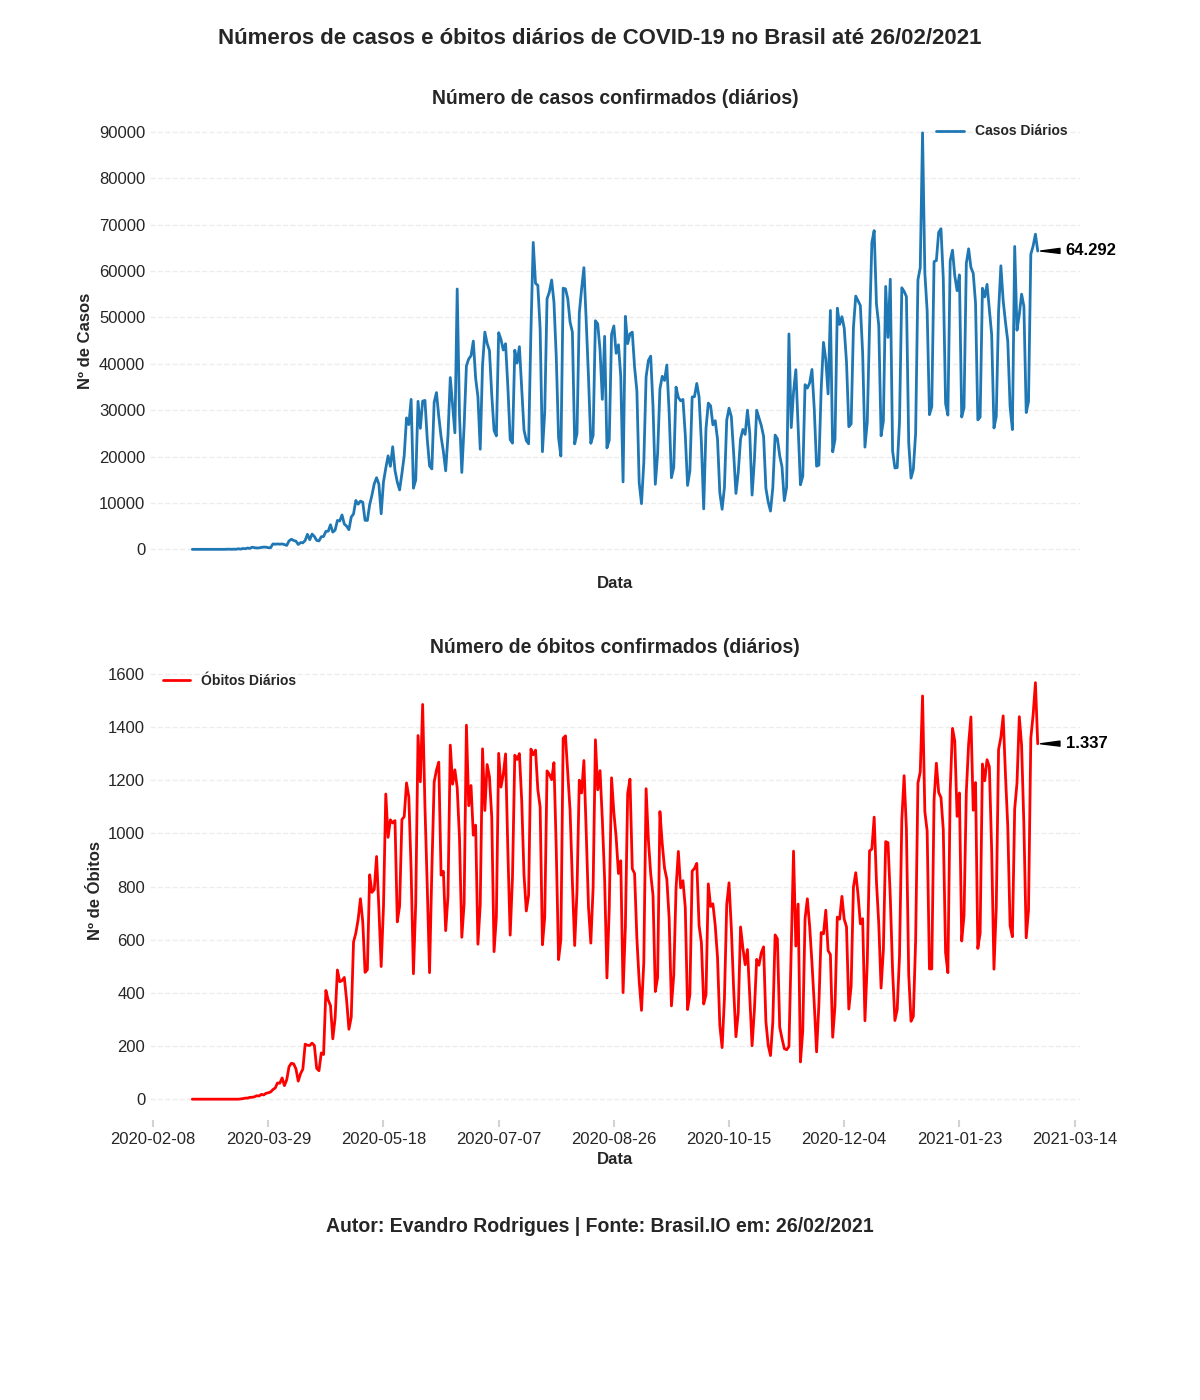 Números de casos e óbitos diários de COVID-19 no Brasil até 26/02/2021
Número de casos confirmados (diários)
Casos Diários
90000
80000
70000
60000
50000
40000
30000
20000
10000
0
Nº de Casos
64.292
Data
Número de óbitos confirmados (diários)
Óbitos Diários
1600
1400
1200
1000
800
600
400
200
0
Nº de Óbitos
1.337
2020-02-08 2020-03-29 2020-05-18 2020-07-07 2020-08-26 2020-10-15 2020-12-04 2021-01-23 2021-03-14
Data
Autor: Evandro Rodrigues | Fonte: Brasil.IO em: 26/02/2021